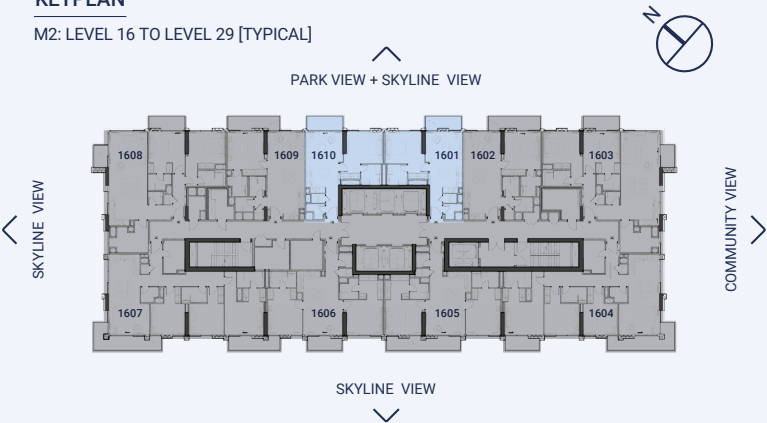 KEYPLAN
M2: LEVEL 16 TO LEVEL 29 [TYPICAL]
N
PARK VIEW + SKYLINE VIEW
1608
1609
1610
1601
1602
1603
SKYLINE VIEW
COMMUNITY VIEW
1607
1606
1605
1604
SKYLINE VIEW